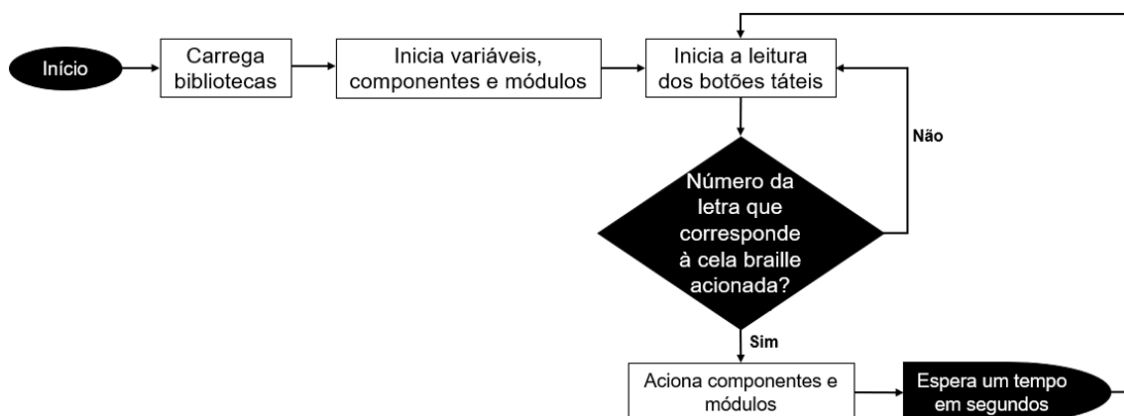 Início
Carrega
bibliotecas
Inicia variáveis,
componentes e módulos
Inicia a leitura
dos botões táteis
Não
Número da
letra que
corresponde
à cela braille
acionada?
Sim
Aciona componentes e
módulos
Espera um tempo
em segundos